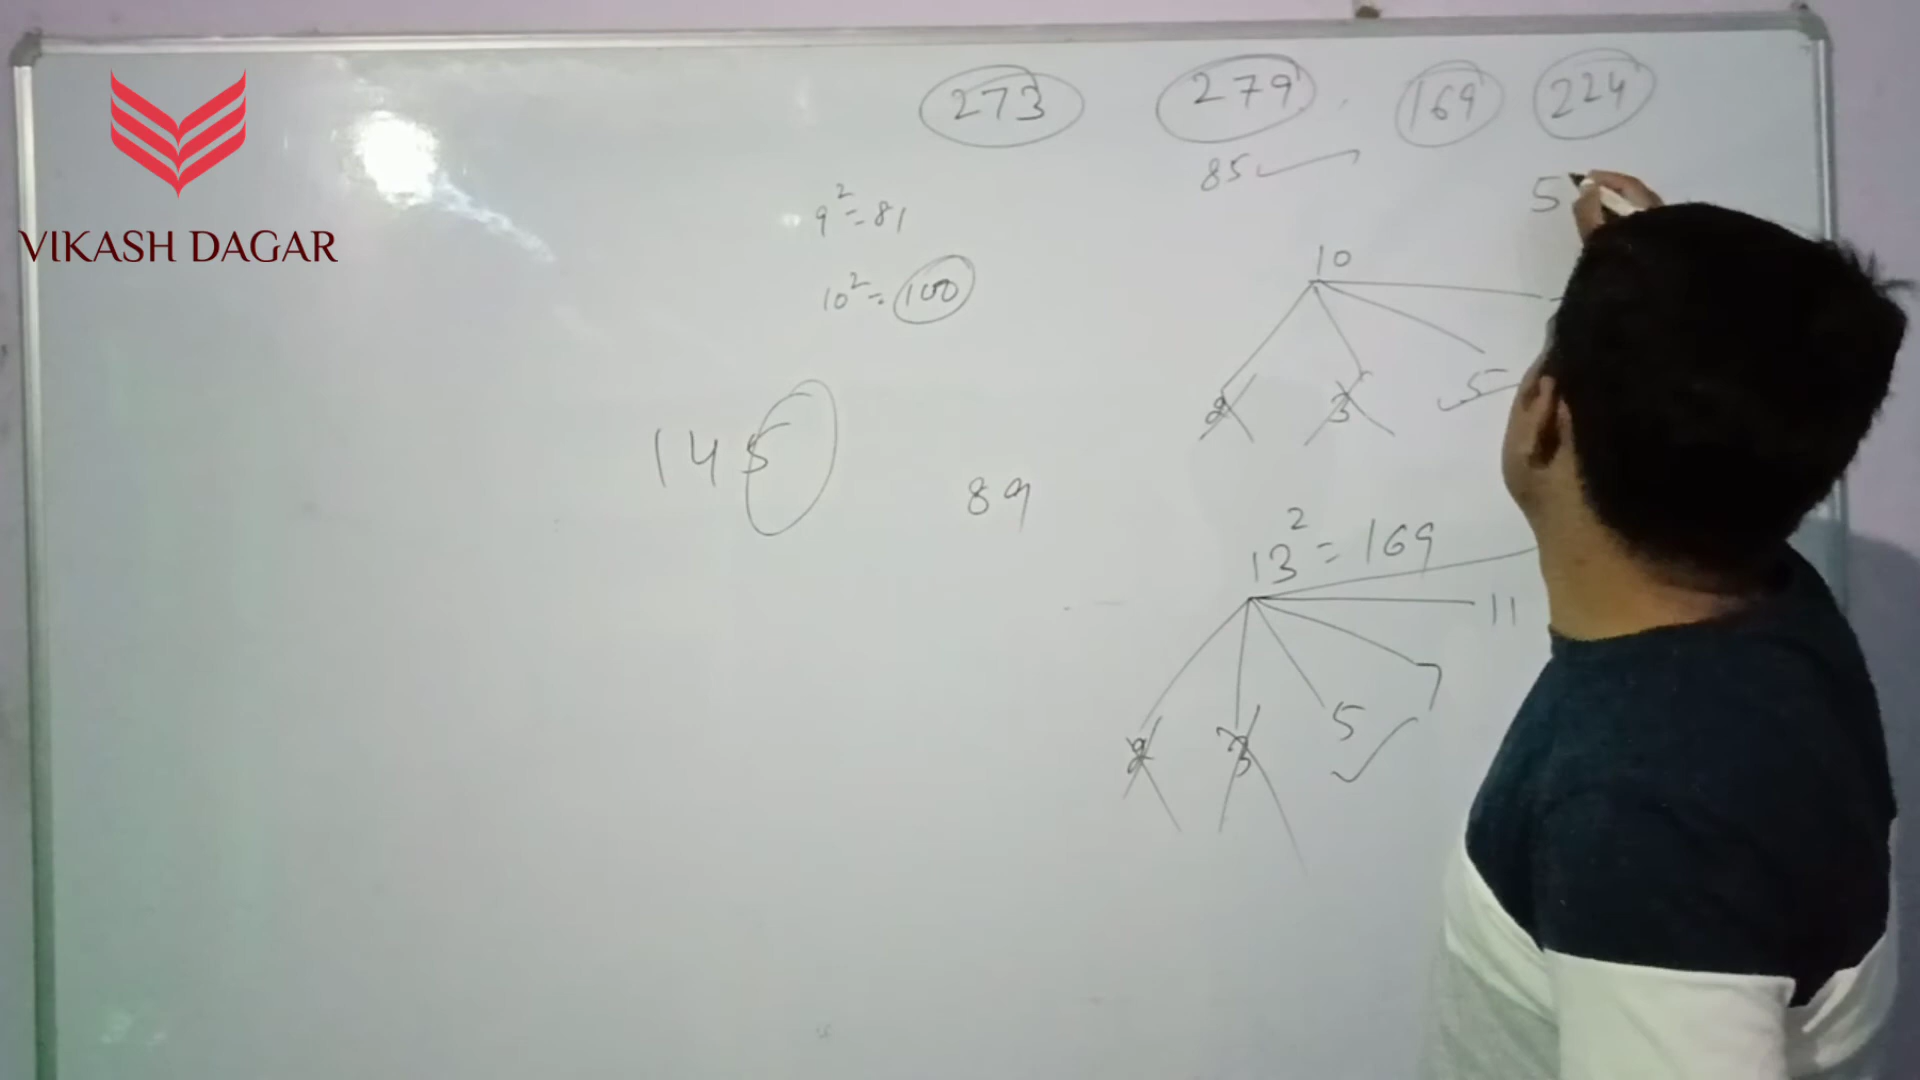 273 279 169 224
85
5
VIKASH DAGAR
9² = 81
10² = 100
10
2 3 5
145
89
13² = 169
11
7
5
2 3